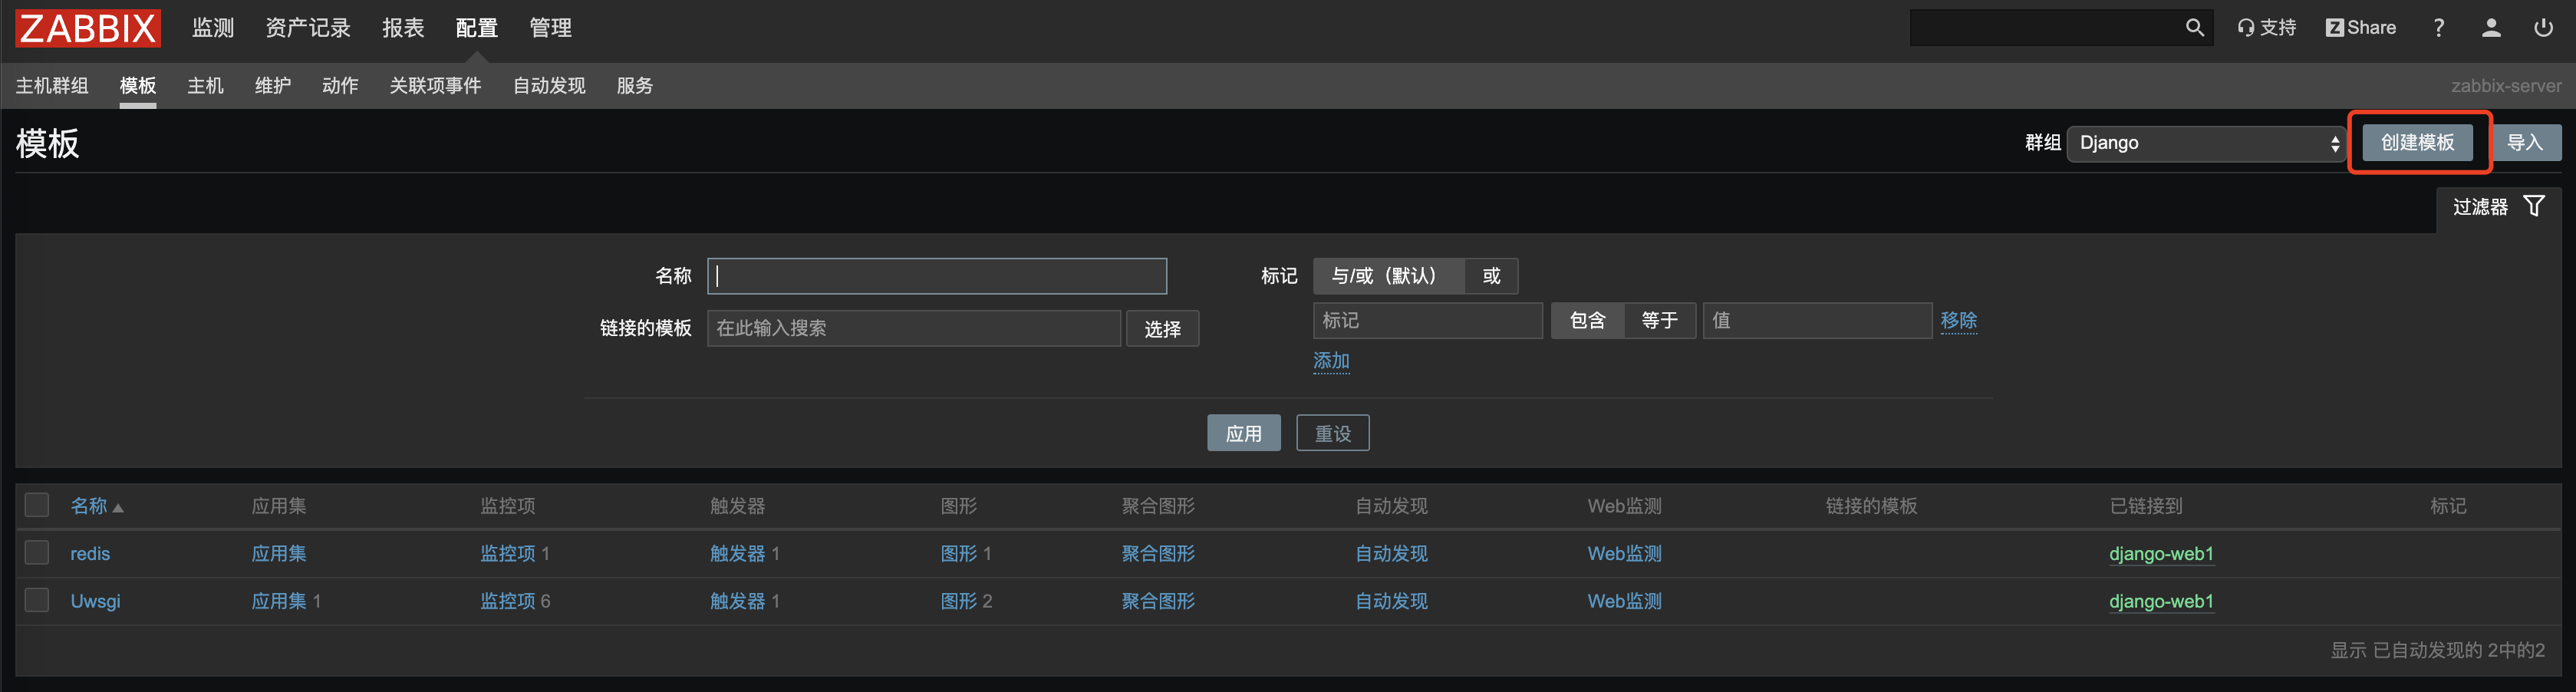 ZABBIX 监测 资产记录 报表 配置 管理 支持 Z Share ?
主机群组 模板 主机 维护 动作 关联项事件 自动发现 服务 zabbix-server
模板 群组 Django 创建模板 导入
过滤器
名称 标记 与/或（默认） 或
链接的模板 在此输入搜索 选择 标记 包含 等于 值 移除
添加
应用 重设
名称 应用集 监控项 触发器 图形 聚合图形 自动发现 Web监测 链接的模板 已链接到 标记
redis 应用集 监控项 1 触发器 1 图形 1 聚合图形 自动发现 Web监测 django-web1
Uwsgi 应用集 1 监控项 6 触发器 1 图形 2 聚合图形 自动发现 Web监测 django-web1
显示 已自动发现的 2中的2